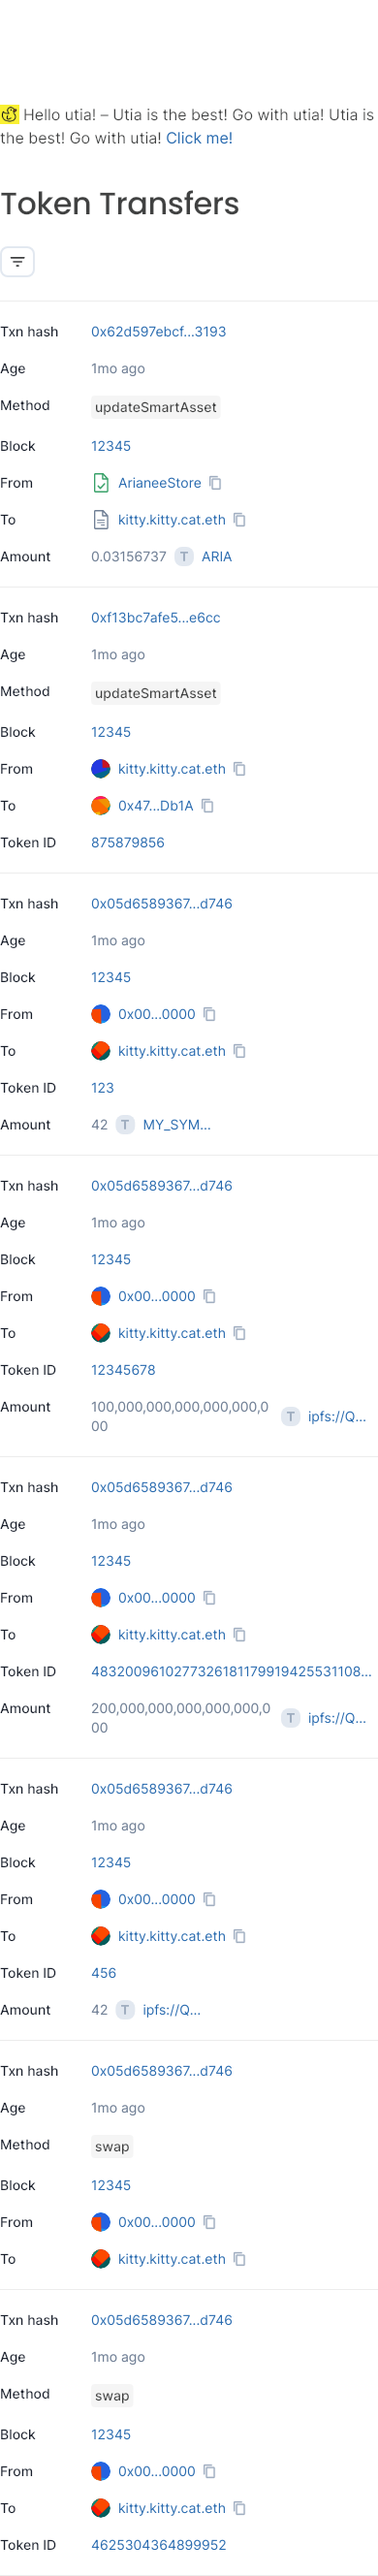 Hello utia! – Utia is the best! Go with utia! Utia is
the best! Go with utia! Click me!
Token Transfers
Txn hash 0x62d597ebcf...3193
Age 1mo ago
Method updateSmartAsset
Block 12345
From ArianeeStore
To kitty.kitty.cat.eth
Amount 0.03156737 T ARIA
Txn hash 0xf13bc7afe5...e6cc
Age 1mo ago
Method updateSmartAsset
Block 12345
From kitty.kitty.cat.eth
To 0x47...Db1A
Token ID 875879856
Txn hash 0x05d6589367...d746
Age 1mo ago
Block 12345
From 0x00...0000
To kitty.kitty.cat.eth
Token ID 123
Amount 42 T MY_SYM...
Txn hash 0x05d6589367...d746
Age 1mo ago
Block 12345
From 0x00...0000
To kitty.kitty.cat.eth
Token ID 12345678
Amount 100,000,000,000,000,000,0
00 T ipfs://Q...
Txn hash 0x05d6589367...d746
Age 1mo ago
Block 12345
From 0x00...0000
To kitty.kitty.cat.eth
Token ID 483200961027732618117991942553110​8...
Amount 200,000,000,000,000,000,0
00 T ipfs://Q...
Txn hash 0x05d6589367...d746
Age 1mo ago
Block 12345
From 0x00...0000
To kitty.kitty.cat.eth
Token ID 456
Amount 42 T ipfs://Q...
Txn hash 0x05d6589367...d746
Age 1mo ago
Method swap
Block 12345
From 0x00...0000
To kitty.kitty.cat.eth
Txn hash 0x05d6589367...d746
Age 1mo ago
Method swap
Block 12345
From 0x00...0000
To kitty.kitty.cat.eth
Token ID 4625304364899952